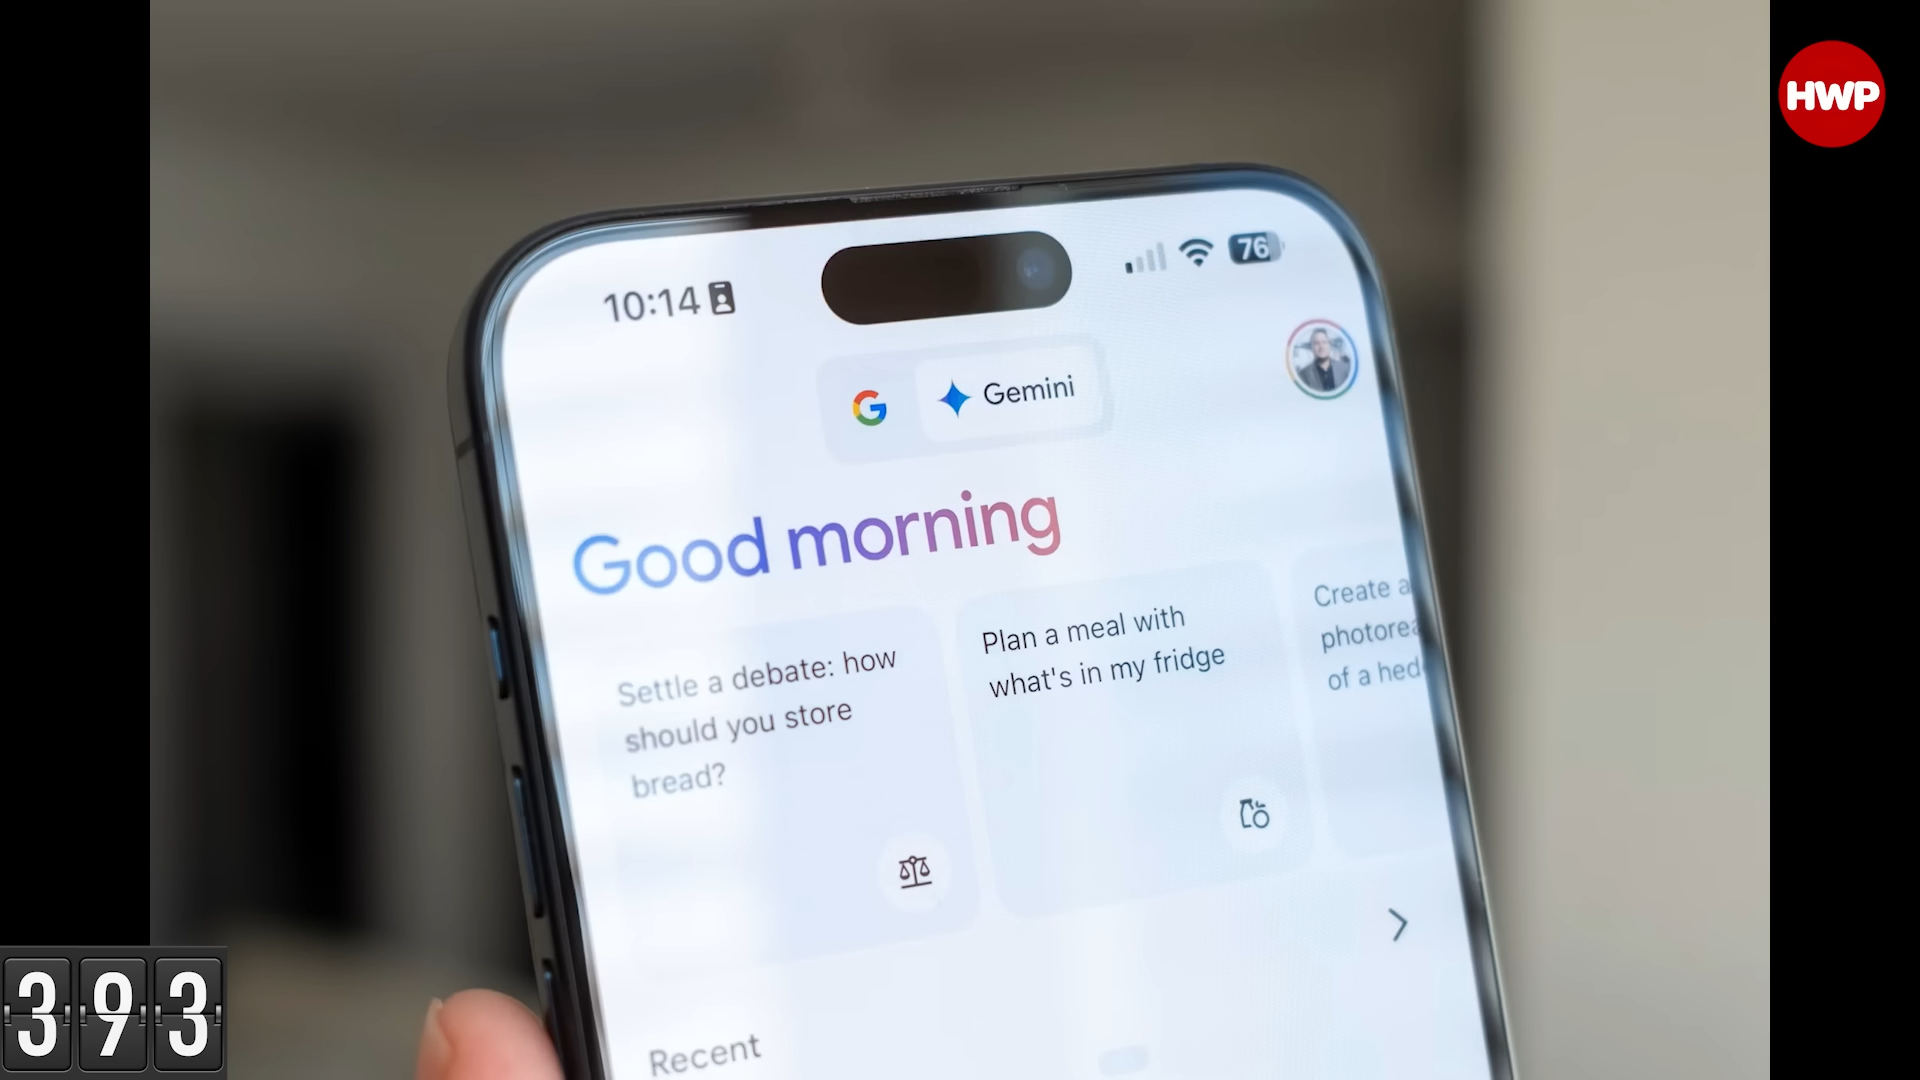 HWP
10:14
76
G Gemini
Good morning
Settle a debate: how
should you store
bread?
Plan a meal with
what's in my fridge
Create a
of a
Recent
393